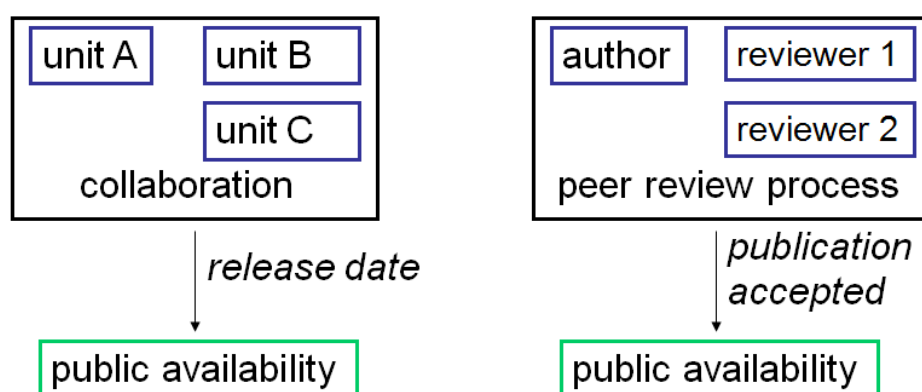 unit A
unit B
unit C
collaboration
release date
public availability
author
reviewer 1
reviewer 2
peer review process
publication
accepted
public availability